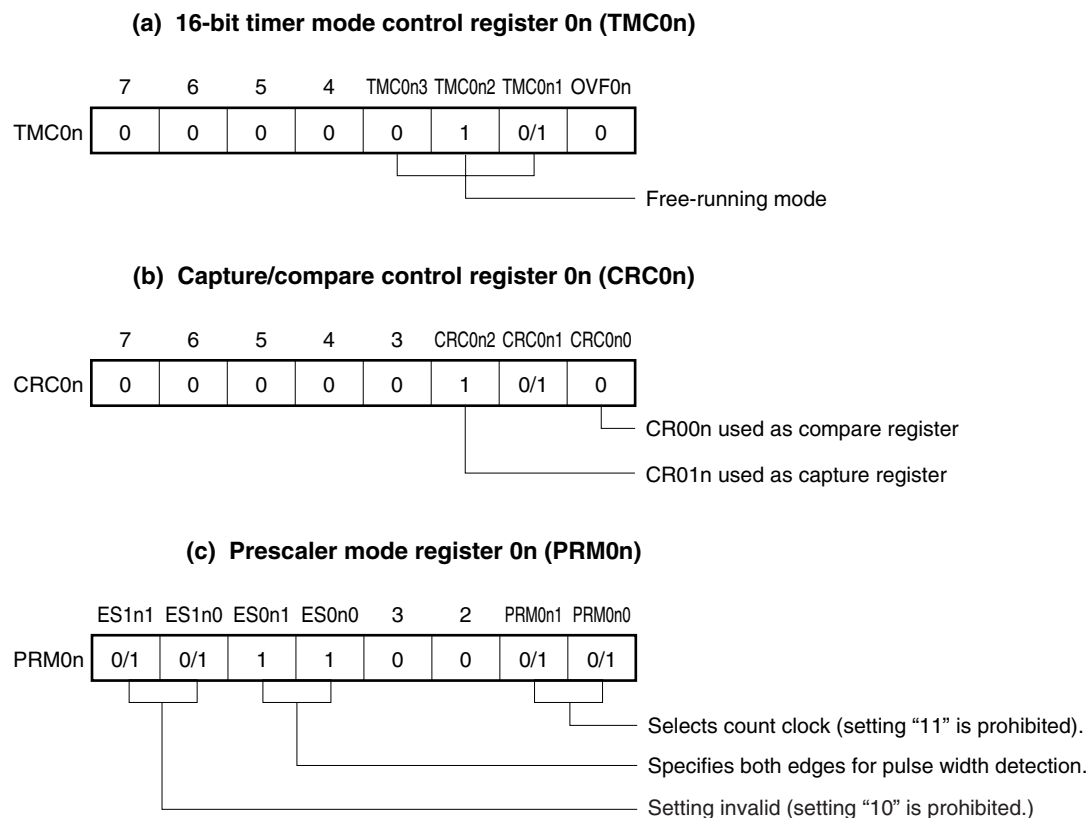 (a) 16-bit timer mode control register 0n (TMC0n)
7 6 5 4 TMC0n3 TMC0n2 TMC0n1 OVF0n
TMC0n 0 0 0 0 0 1 0/1 0
Free-running mode
(b) Capture/compare control register 0n (CRC0n)
7 6 5 4 3 CRC0n2 CRC0n1 CRC0n0
CRC0n 0 0 0 0 0 1 0/1 0
CR00n used as compare register
CR01n used as capture register
(c) Prescaler mode register 0n (PRM0n)
ES1n1 ES1n0 ES0n1 ES0n0 3 2 PRM0n1 PRM0n0
PRM0n 0/1 0/1 1 1 0 0 0/1 0/1
Selects count clock (setting “11” is prohibited).
Specifies both edges for pulse width detection.
Setting invalid (setting “10” is prohibited.)